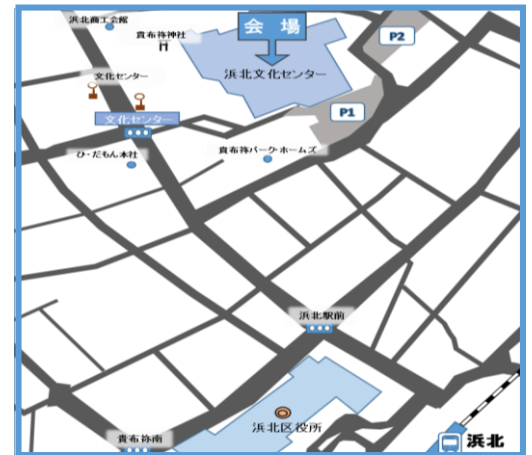 浜北商工会館
会 場
P2
貴布祢神社
浜北文化センター
文化センター
文化センター
P1
ひ・だもん本社
貴布祢パーク・ホームズ
浜北駅前
浜北区役所
貴布祢南
浜北